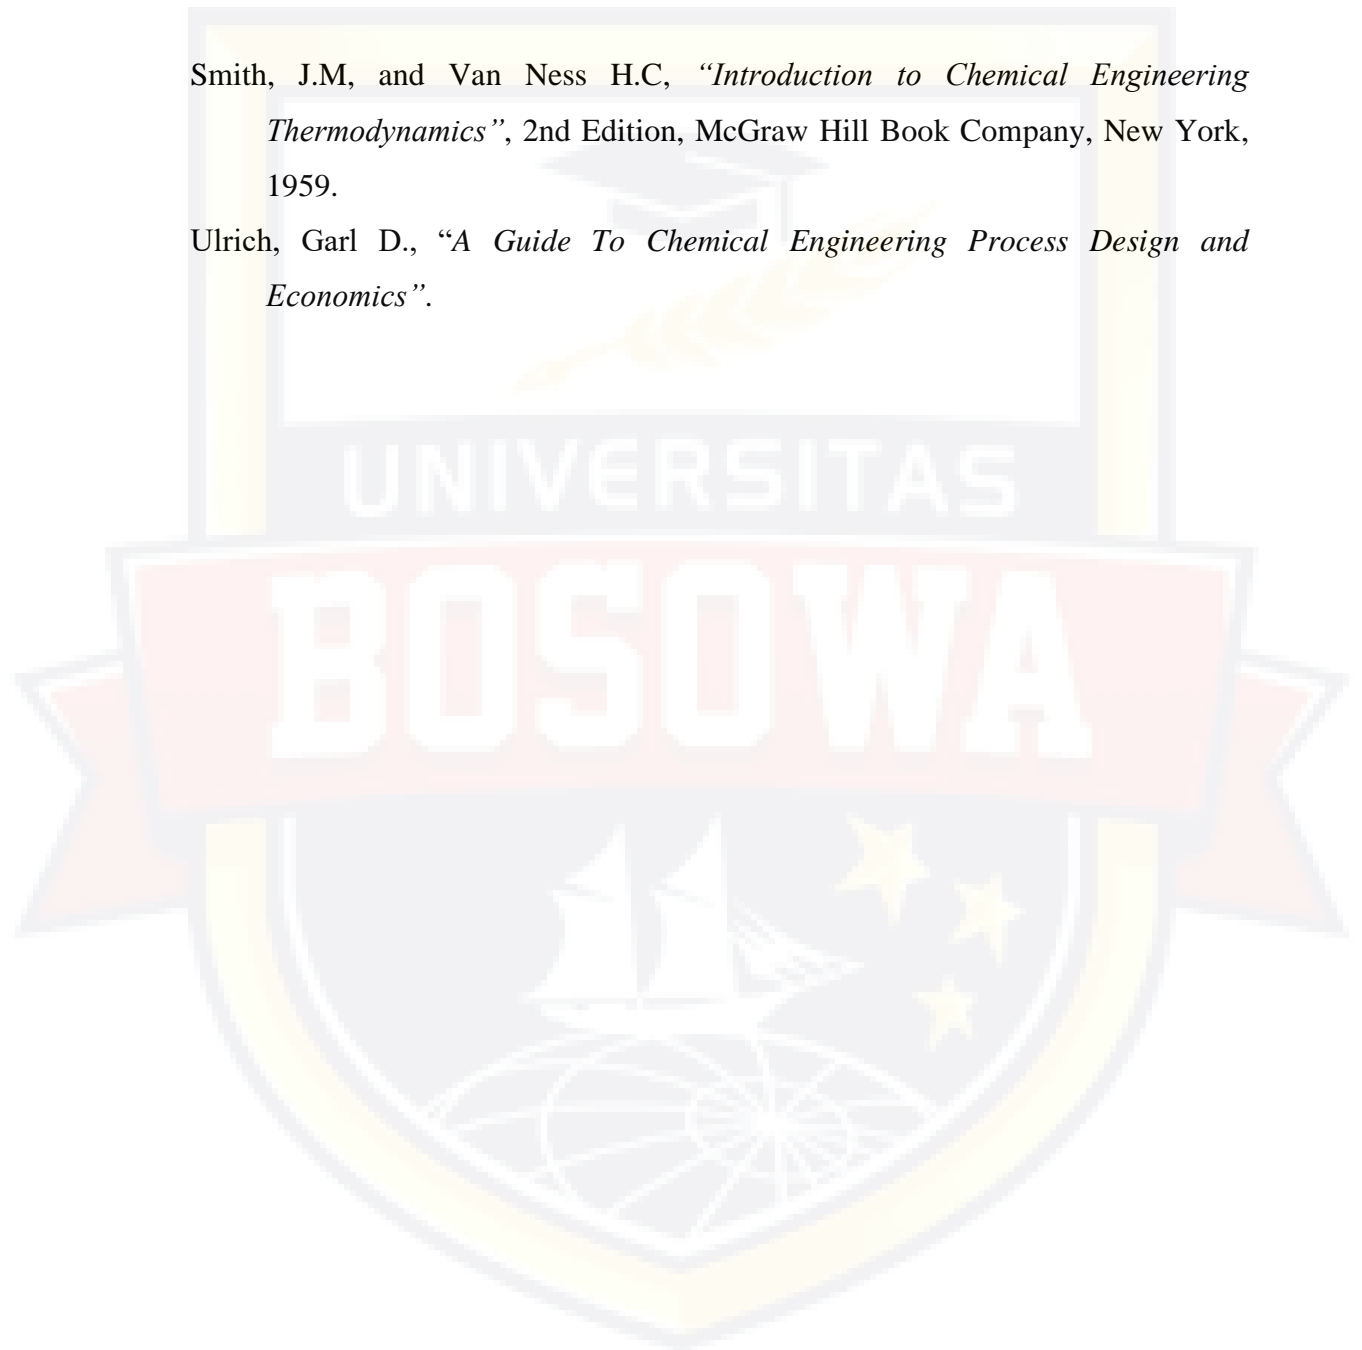 Smith, J.M, and Van Ness H.C, “Introduction to Chemical Engineering
Thermodynamics”, 2nd Edition, McGraw Hill Book Company, New York,
1959.
Ulrich, Garl D., “A Guide To Chemical Engineering Process Design and
Economics”.
UNIVERSITAS
BOSOWA